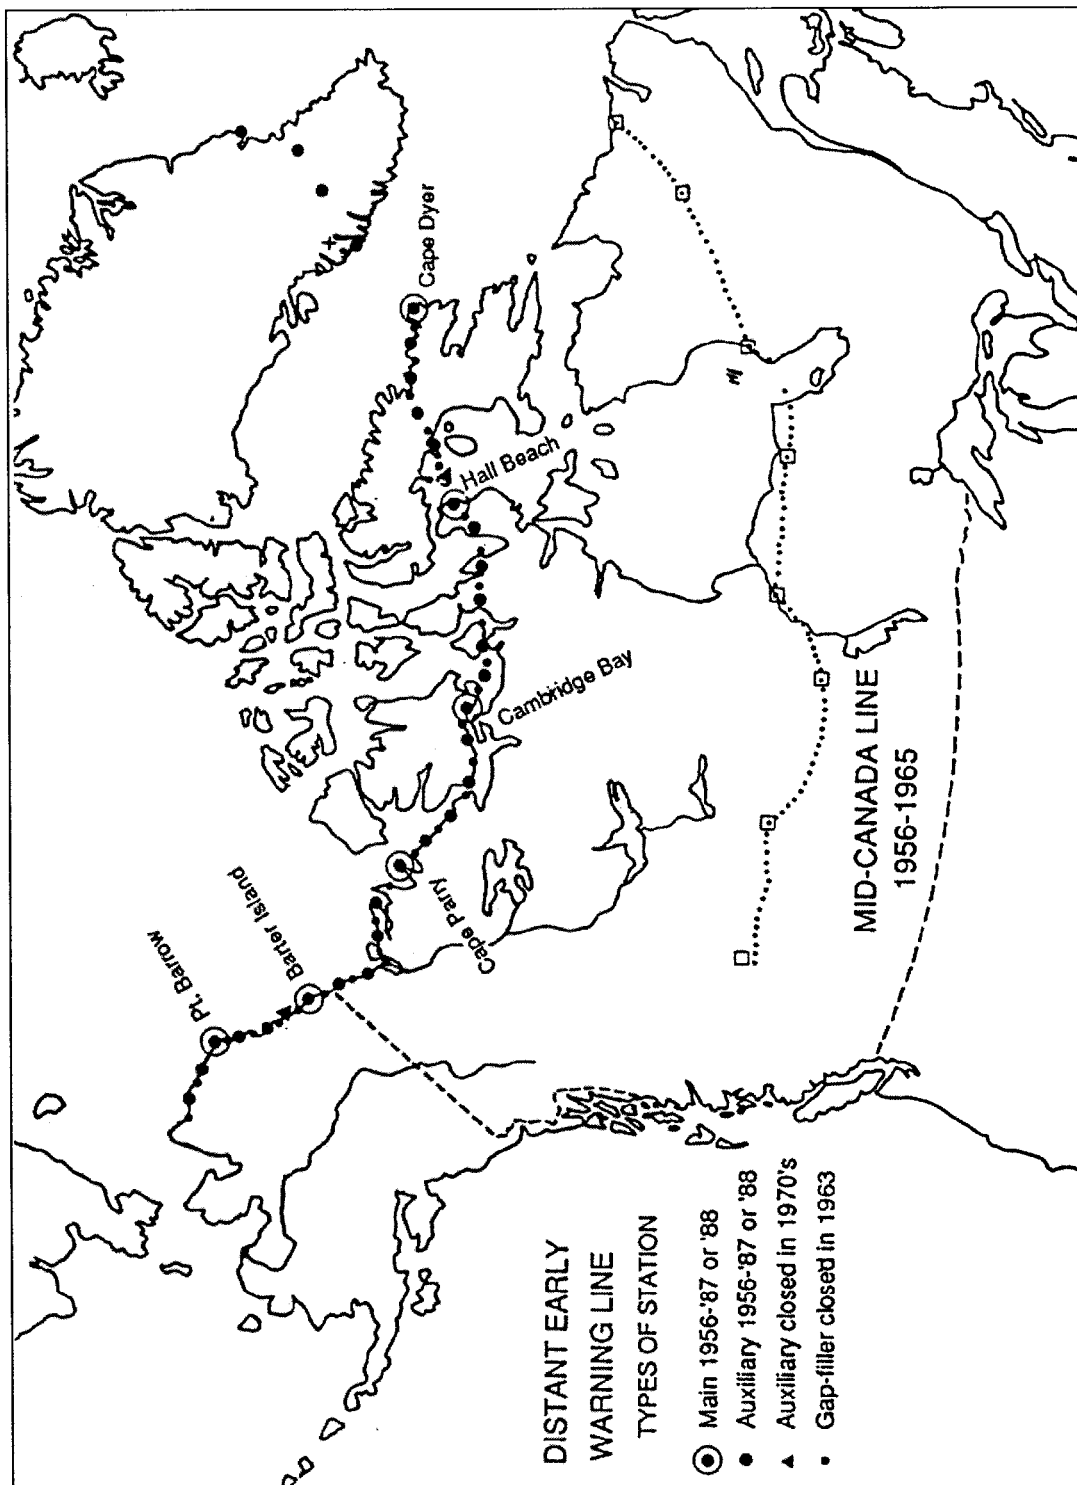 Pt. Barrow
Barter Island
Cape Parry
Cambridge Bay
Hall Beach
Cape Dyer
MID-CANADA LINE
1956-1965
DISTANT EARLY
WARNING LINE
TYPES OF STATION
Main 1956-'87 or '88
Auxiliary 1956-'87 or '88
Auxiliary closed in 1970's
Gap-filler closed in 1963